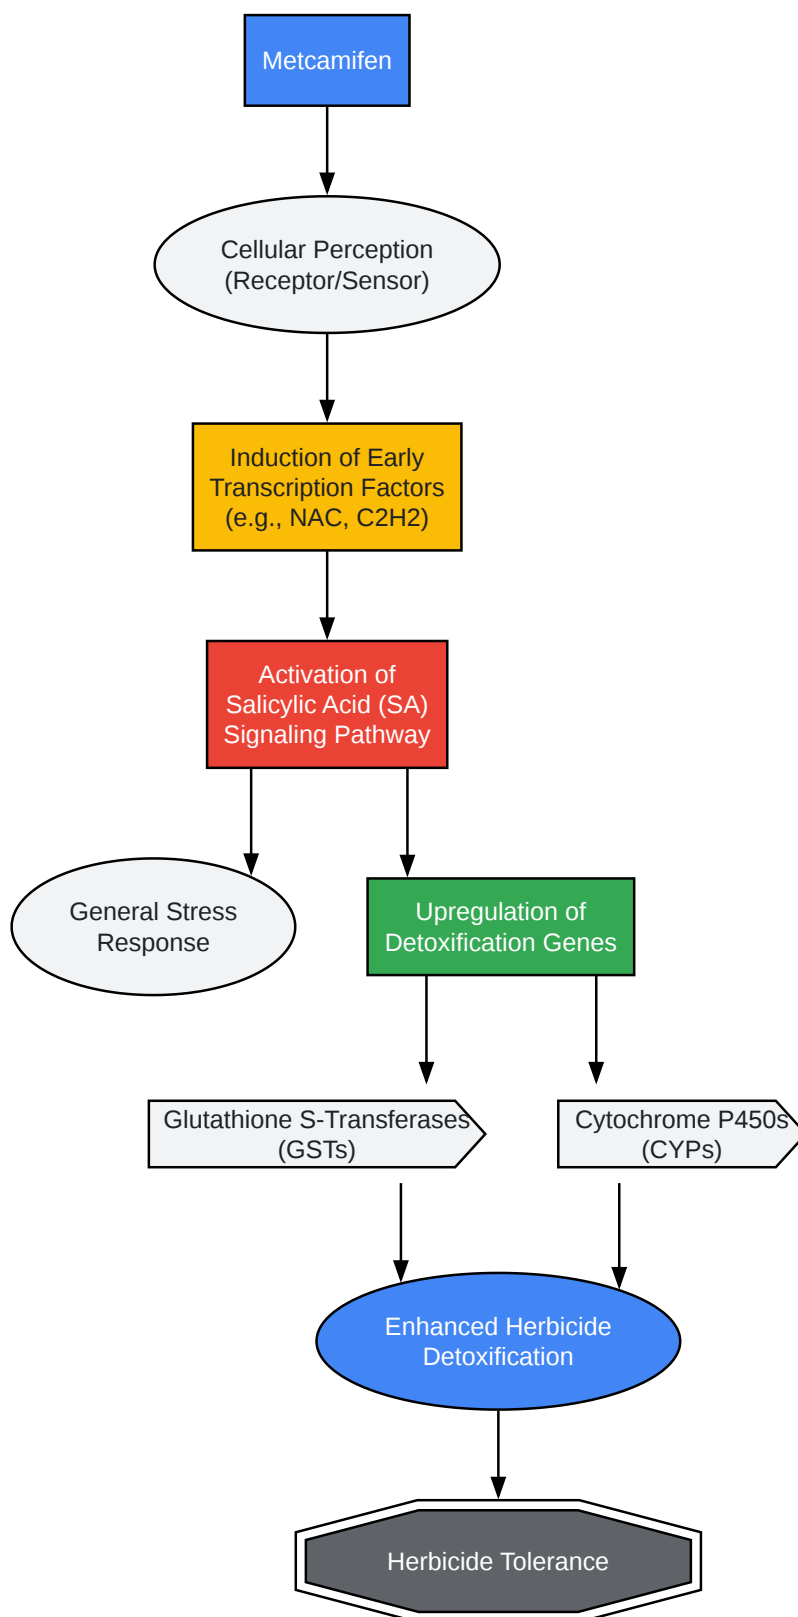 Metcamifen
Cellular Perception
(Receptor/Sensor)
Induction of Early
Transcription Factors
(e.g., NAC, C2H2)
Activation of
Salicylic Acid (SA)
Signaling Pathway
General Stress
Response
Upregulation of
Detoxification Genes
Glutathione S-Transferases
(GSTs)
Cytochrome P450s
(CYPs)
Enhanced Herbicide
Detoxification
Herbicide Tolerance